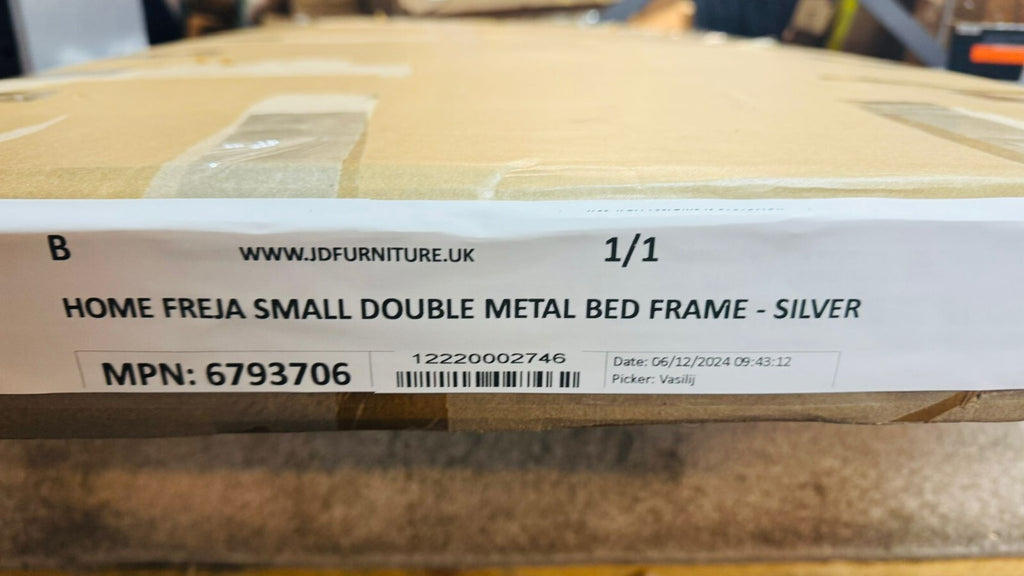 B WWW.JDFURNITURE.UK 1/1
HOME FREJA SMALL DOUBLE METAL BED FRAME - SILVER
MPN: 6793706
12220002746
Date: 06/12/2024 09:43:12
Picker: Vasilij